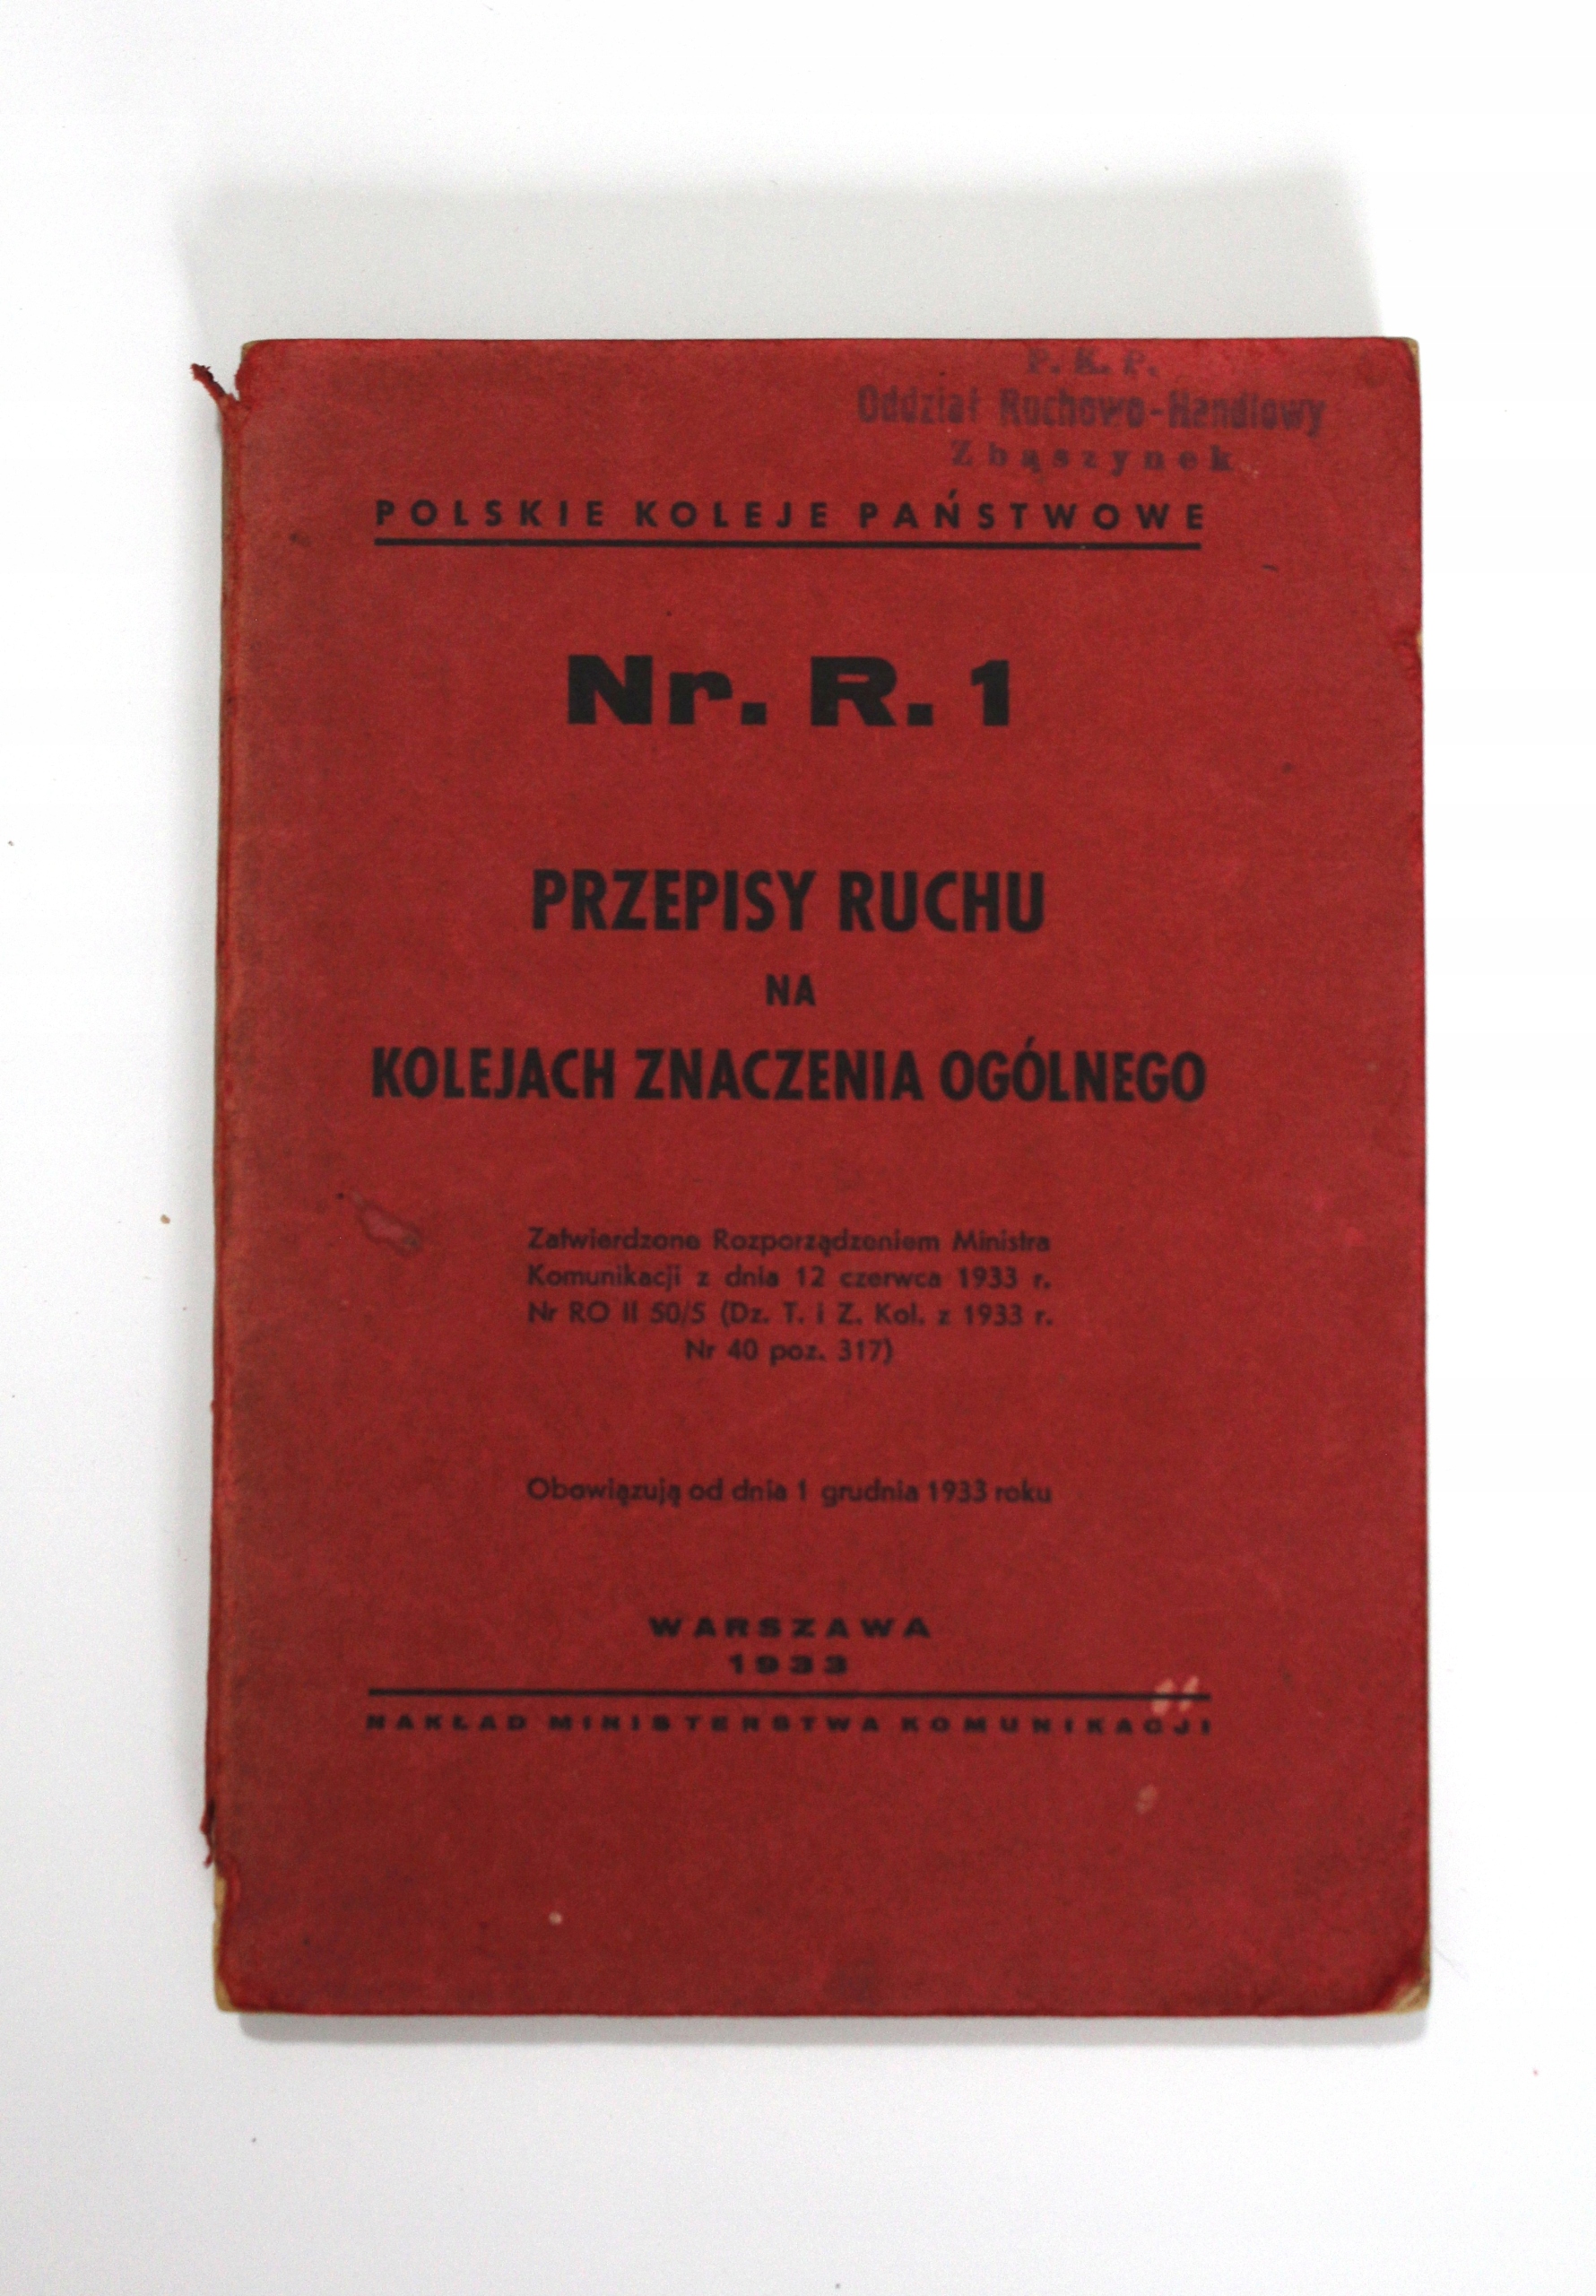 P. K. P.
Oddział Ruchowo-Handlowy
Zbąszynek
POLSKIE KOLEJE PAŃSTWOWE
Nr. R. 1
PRZEPISY RUCHU
NA
KOLEJACH ZNACZENIA OGÓLNEGO
Zatwierdzone Rozporządzeniem Ministra
Komunikacji z dnia 12 czerwca 1933 r.
Nr RO II 50/5 (Dz. T. i Z. Kol. z 1933 r.
Nr 40 poz. 317)
Obowiązują od dnia 1 grudnia 1933 roku
WARSZAWA
1933
NAKŁAD MINISTERSTWA KOMUNIKACJI